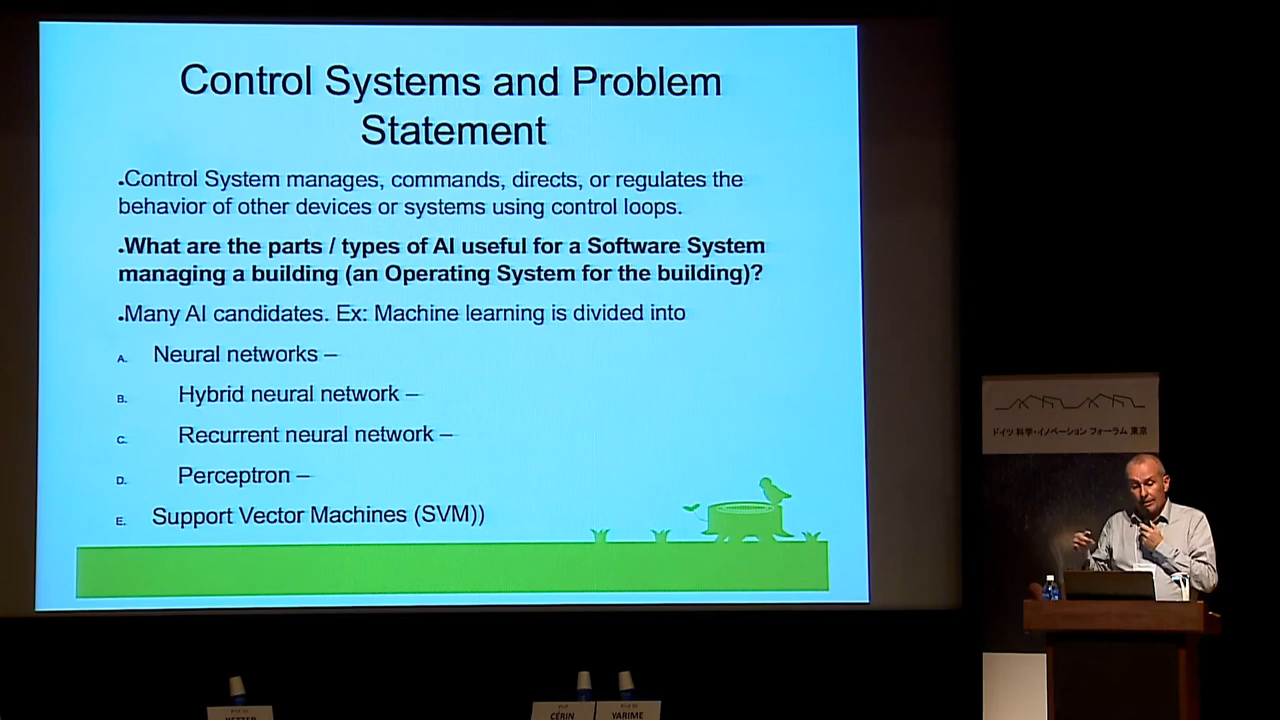 Control Systems and Problem
Statement
.Control System manages, commands, directs, or regulates the
behavior of other devices or systems using control loops.
.What are the parts / types of AI useful for a Software System
managing a building (an Operating System for the building)?
.Many AI candidates. Ex: Machine learning is divided into
A. Neural networks –
B. Hybrid neural network –
C. Recurrent neural network –
D. Perceptron –
E. Support Vector Machines (SVM))
ドイツ 科学・イノベーション フォーラム 東京
CÉRIN
YARIME